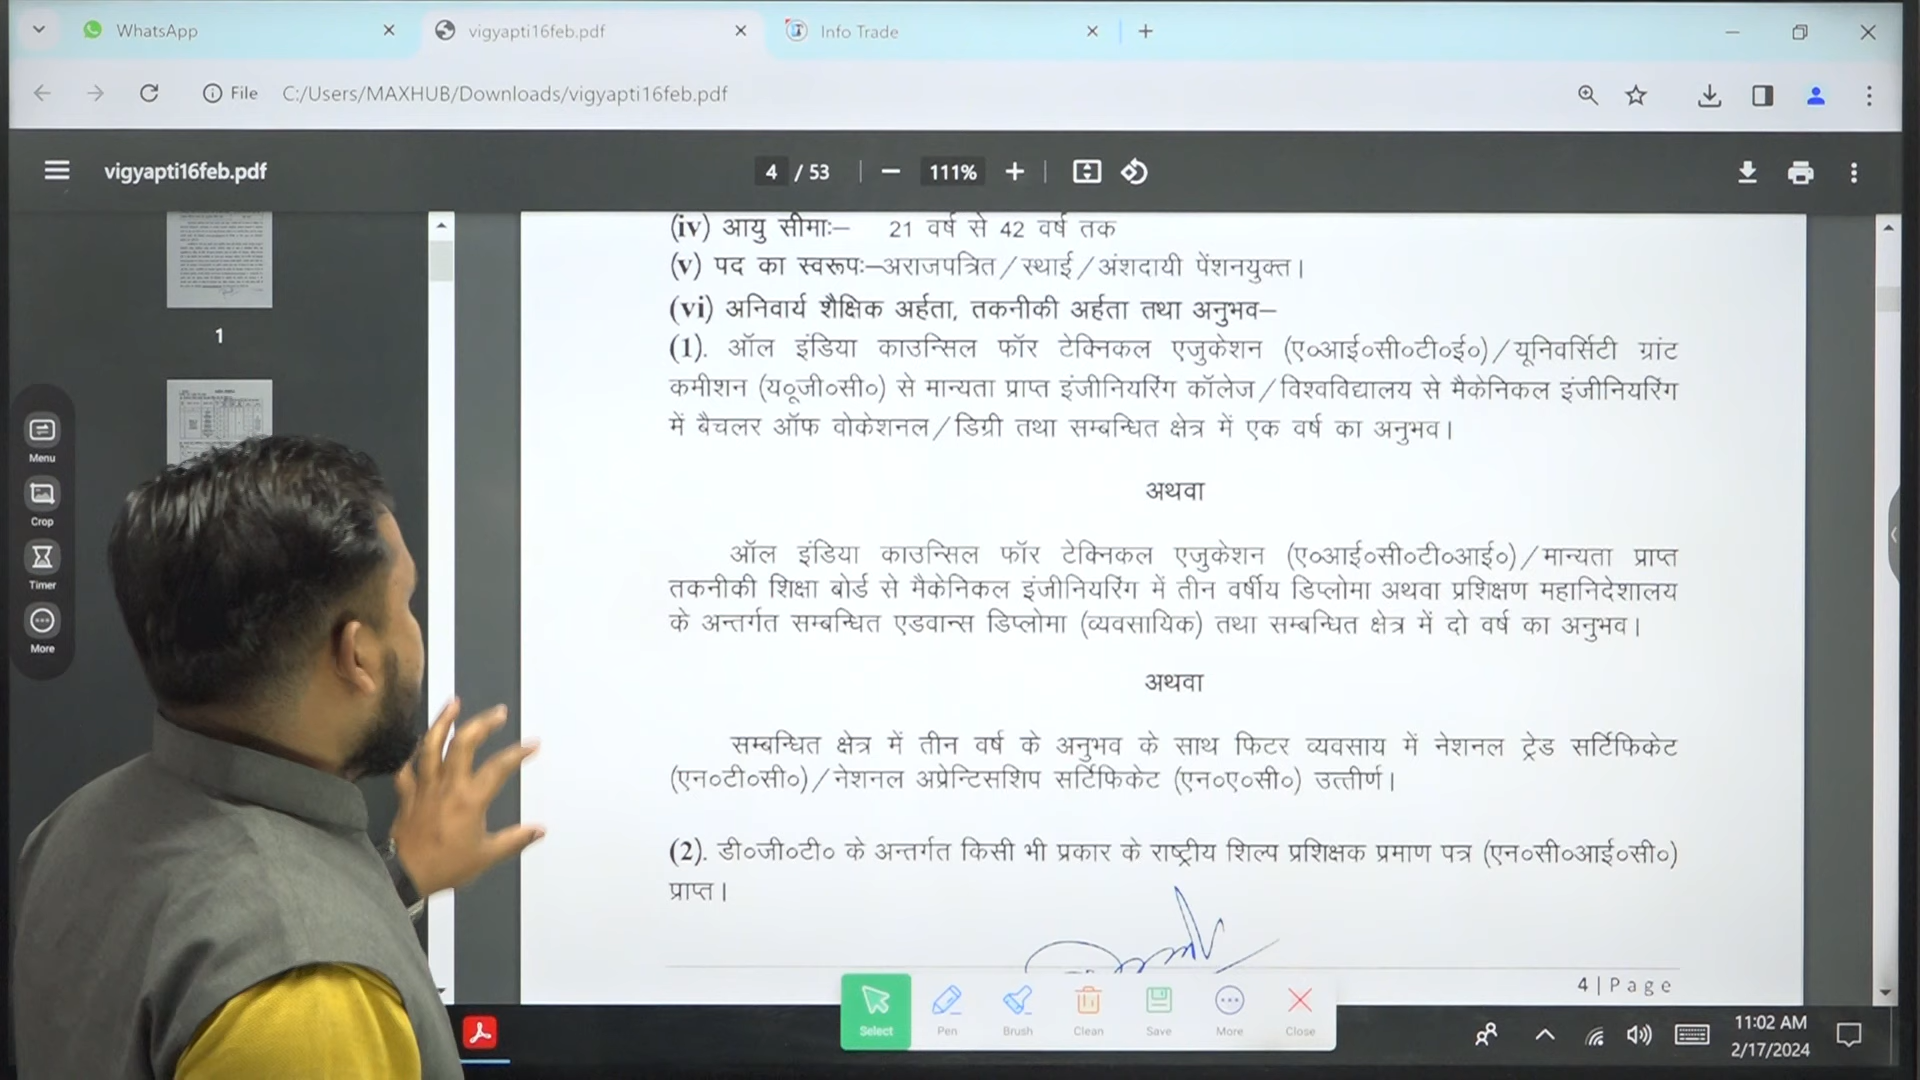 WhatsApp
vigyapti16feb.pdf
Info Trade
File C:/Users/MAXHUB/Downloads/vigyapti16feb.pdf
vigyapti16feb.pdf
4 / 53
111%
(iv) आयु सीमाः– 21 वर्ष से 42 वर्ष तक
(v) पद का स्वरूपः–अराजपत्रित/स्थाई/अंशदायी पेंशनयुक्त।
(vi) अनिवार्य शैक्षिक अर्हता, तकनीकी अर्हता तथा अनुभव–
(1). ऑल इंडिया काउन्सिल फॉर टेक्निकल एजुकेशन (ए०आई०सी०टी०ई०)/यूनिवर्सिटी ग्रांट
कमीशन (य०ूजी०सी०) से मान्यता प्राप्त इंजीनियरिंग कॉलेज/विश्वविद्यालय से मैकेनिकल इंजीनियरिंग
में बैचलर ऑफ वोकेशनल/डिग्री तथा सम्बन्धित क्षेत्र में एक वर्ष का अनुभव।
अथवा
ऑल इंडिया काउन्सिल फॉर टेक्निकल एजुकेशन (ए०आई०सी०टी०आई०)/मान्यता प्राप्त
तकनीकी शिक्षा बोर्ड से मैकेनिकल इंजीनियरिंग में तीन वर्षीय डिप्लोमा अथवा प्रशिक्षण महानिदेशालय
के अन्तर्गत सम्बन्धित एडवान्स डिप्लोमा (व्यवसायिक) तथा सम्बन्धित क्षेत्र में दो वर्ष का अनुभव।
अथवा
सम्बन्धित क्षेत्र में तीन वर्ष के अनुभव के साथ फिटर व्यवसाय में नेशनल ट्रेड सर्टिफिकेट
(एन०टी०सी०)/नेशनल अप्रेन्टिसशिप सर्टिफिकेट (एन०ए०सी०) उत्तीर्ण।
(2). डी०जी०टी० के अन्तर्गत किसी भी प्रकार के राष्ट्रीय शिल्प प्रशिक्षक प्रमाण पत्र (एन०सी०आई०सी०)
प्राप्त।
4 | Page
1
Menu
Crop
Timer
More
Select
Pen
Brush
Clean
Save
More
Close
11:02 AM
2/17/2024